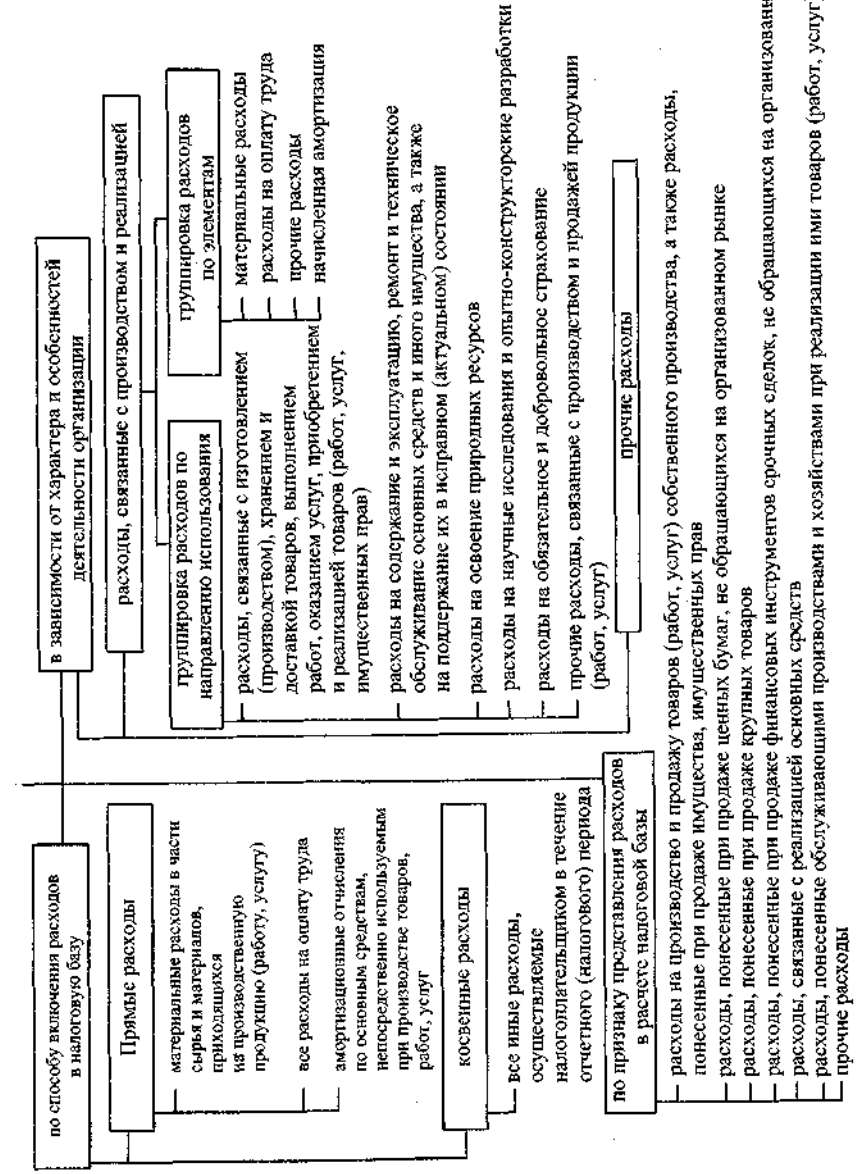 по способу включения расходов
в налоговую базу
Прямые расходы
материальные расходы в части
сырья и материалов,
приходящихся
из производственную
продукцию (работу, услугу)
все расходы на оплату труда
амортизационные отчисления
по основным средствам,
непосредственно используемым
при производстве товаров,
работ, услуг
косвенные расходы
все иные расходы,
осуществляемые
налогоплательщиком в течение
отчетного (налогового) периода
в зависимости от характера и особенностей
деятельности организации
расходы, связанные с производством и реализацией
группировка расходов по
направлению использования
расходы, связанные с изготовлением
(производством), хранением и
доставкой товаров, выполнением
работ, оказанием услуг, приобретением
и реализацией товаров (работ, услуг,
имущественных прав)
расходы на содержание и эксплуатацию, ремонт и техническое
обслуживание основных средств и иного имущества, а также
на поддержание их в исправном (актуальном) состоянии
расходы на освоение природных ресурсов
расходы на научные исследования и опытно-конструкторские разработки
расходы на обязательное и добровольное страхование
прочие расходы, связанные с производством и продажей продукции
(работ, услуг)
группировка расходов
по элементам
материальные расходы
расходы на оплату труда
прочие расходы
начисленная амортизация
прочие расходы
по признаку представления расходов
в расчете налоговой базы
расходы на производство и продажу товаров (работ, услуг) собственного производства, а также расходы,
понесенные при продаже имущества, имущественных прав
расходы, понесенные при продаже ценных бумаг, не обращающихся на организованном рынке
расходы, понесенные при продаже крупных товаров
расходы, понесенные при продаже финансовых инструментов срочных сделок, не обращающихся на организованн
расходы, связанные с реализацией основных средств
расходы, понесенные обслуживающими производствами и хозяйствами при реализации ими товаров (работ, услуг)
прочие расходы